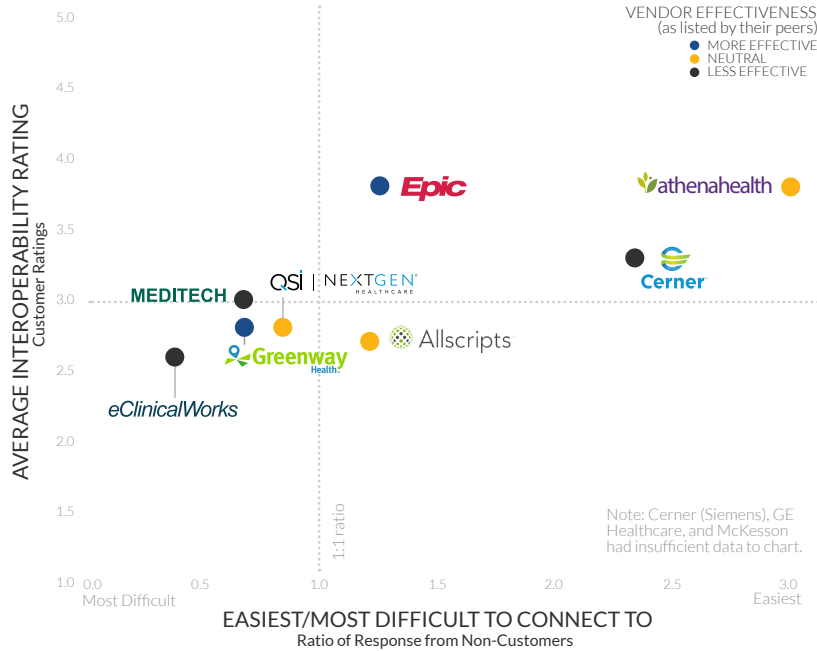 VENDOR EFFECTIVENESS
(as listed by their peers)
MORE EFFECTIVE
NEUTRAL
LESS EFFECTIVE
AVERAGE INTEROPERABILITY RATING
Customer Ratings
5.0
4.5
4.0
3.5
3.0
2.5
2.0
1.5
1.0
Epic
athenahealth
Cerner™
QSI | NEXTGEN®
HEALTHCARE
MEDITECH
Greenway
Health™
Allscripts
eClinicalWorks
1:1 ratio
Note: Cerner (Siemens), GE
Healthcare, and McKesson
had insufficient data to chart.
0.0
0.5
1.0
1.5
2.0
2.5
3.0
Most Difficult
Easiest
EASIEST/MOST DIFFICULT TO CONNECT TO
Ratio of Response from Non-Customers